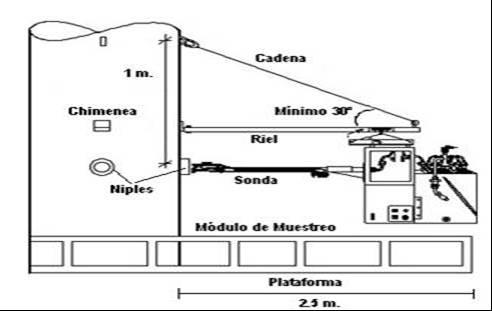 Cadena
1 m.
Chimenea
Mínimo 30°
Riel
Sonda
Niples
Módulo de Muestreo
Plataforma
2.5 m.